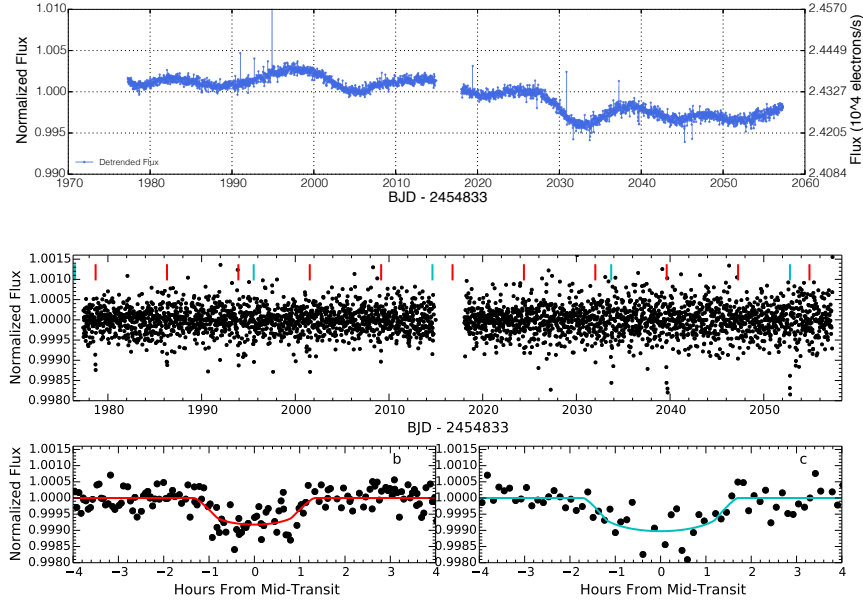 1.010
1.005
1.000
0.995
0.990
Normalized Flux
2.4570
2.4449
2.4327
2.4205
2.4084
Flux (10^4 electrons/s)
Detrended Flux
1970 1980 1990 2000 2010 2020 2030 2040 2050 2060
BJD - 2454833
1.0015
1.0010
1.0005
1.0000
0.9995
0.9990
0.9985
0.9980
Normalized Flux
1980 1990 2000 2010 2020 2030 2040 2050
BJD - 2454833
1.0015
1.0010
1.0005
1.0000
0.9995
0.9990
0.9985
0.9980
Normalized Flux
b
−4 −3 −2 −1 0 1 2 3 4
Hours From Mid-Transit
1.0015
1.0010
1.0005
1.0000
0.9995
0.9990
0.9985
0.9980
c
−4 −3 −2 −1 0 1 2 3 4
Hours From Mid-Transit